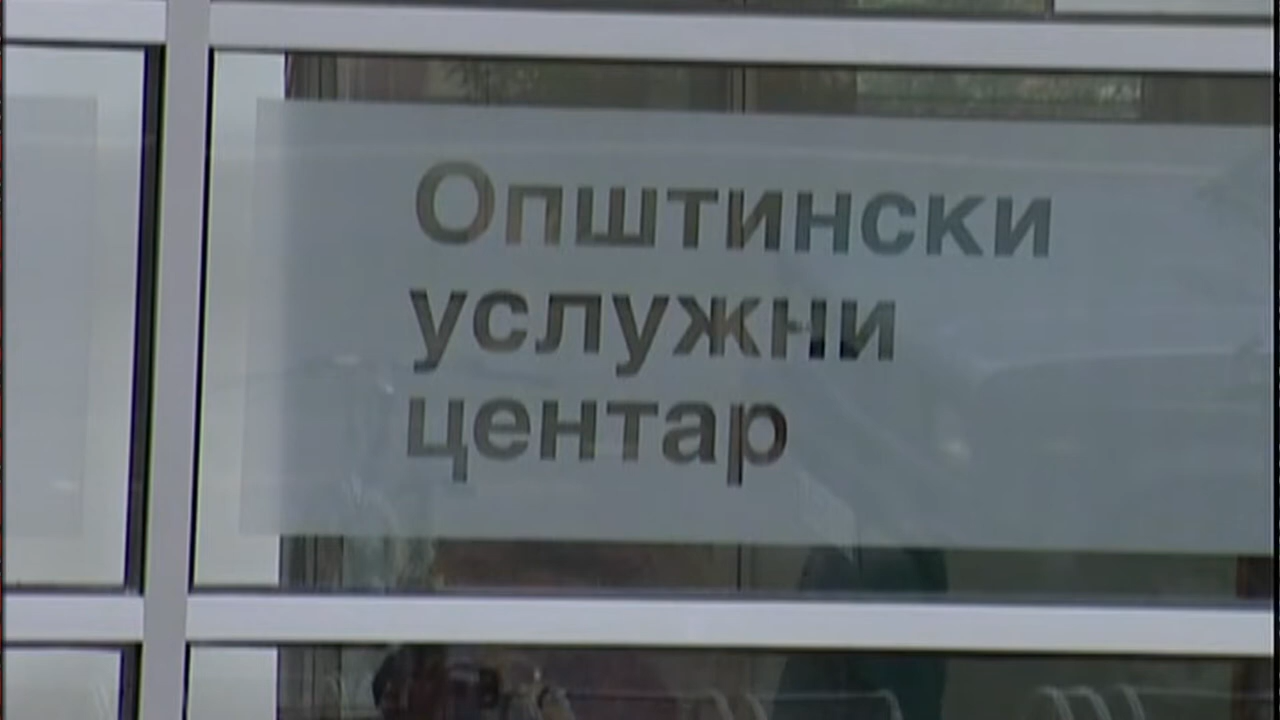 Општински
услужни
центар